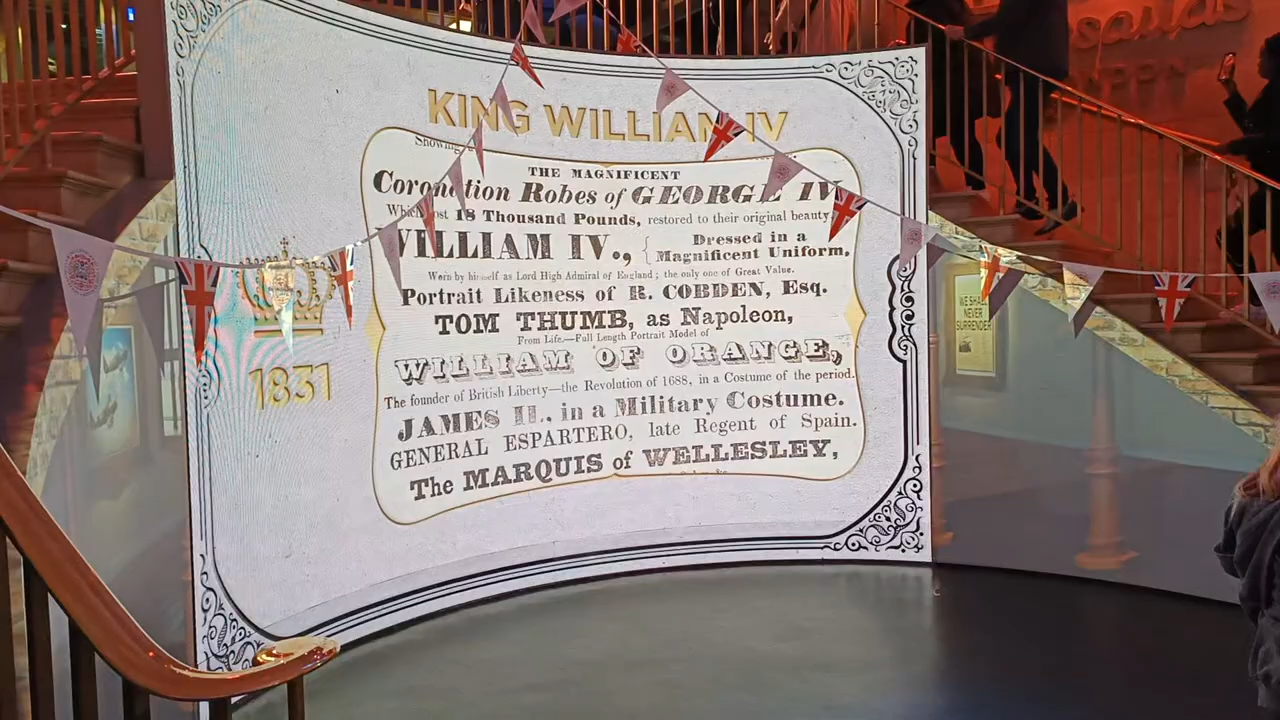 KING WILLIAM IV
Showing
THE MAGNIFICENT
Coronation Robes of GEORGE IV.
Which cost 18 Thousand Pounds, restored to their original beauty.
WILLIAM IV., { Dressed in a
Magnificent Uniform.
Worn by himself as Lord High Admiral of England; the only one of Great Value.
Portrait Likeness of R. COBDEN, Esq.
TOM THUMB, as Napoleon,
From Life.—Full Length Portrait Model of
WILLIAM OF ORANGE,
The founder of British Liberty—the Revolution of 1688, in a Costume of the period.
JAMES II., in a Military Costume.
GENERAL ESPARTERO, late Regent of Spain.
The MARQUIS of WELLESLEY,
1831
WE SHALL
NEVER
SURRENDER